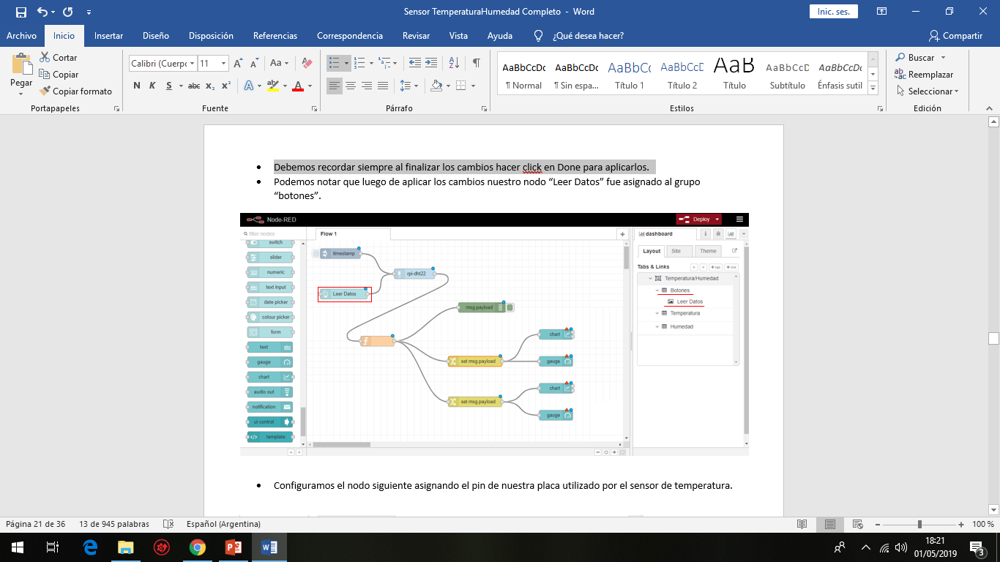 Sensor TemperaturaHumedad Completo - Word
Inic. ses.
Archivo Inicio Insertar Diseño Disposición Referencias Correspondencia Revisar Vista Ayuda ¿Qué desea hacer? Compartir
Pegar
Cortar
Copiar
Copiar formato
Portapapeles
Calibri (Cuerpo 11
N K S abc x₂ x²
Fuente
Párrafo
AaBbCcDc AaBbCcDc AaBbCc AaBbCcD AaB AaBbCcD AaBbCcDc
¶ Normal ¶ Sin espa... Título 1 Título 2 Título Subtítulo Énfasis sutil
Estilos
Buscar
Reemplazar
Seleccionar
Edición
Debemos recordar siempre al finalizar los cambios hacer click en Done para aplicarlos.
Podemos notar que luego de aplicar los cambios nuestro nodo “Leer Datos” fue asignado al grupo
“botones”.
Node-RED
Deploy
filter nodes
switch
slider
numeric
text input
date picker
colour picker
form
text
gauge
chart
audio out
notification
ui control
template
Flow 1
timestamp
rpi-dht22
Leer Datos
msg.payload
set msg.payload
chart
gauge
set msg.payload
chart
gauge
dashboard
Layout Site Theme
Tabs & Links
+ tab + link
Temperatura/Humedad
Botones
Leer Datos
Temperatura
Humedad
Configuramos el nodo siguiente asignando el pin de nuestra placa utilizado por el sensor de temperatura.
Página 21 de 36 13 de 945 palabras Español (Argentina) 100 %
18:21
01/05/2019
3